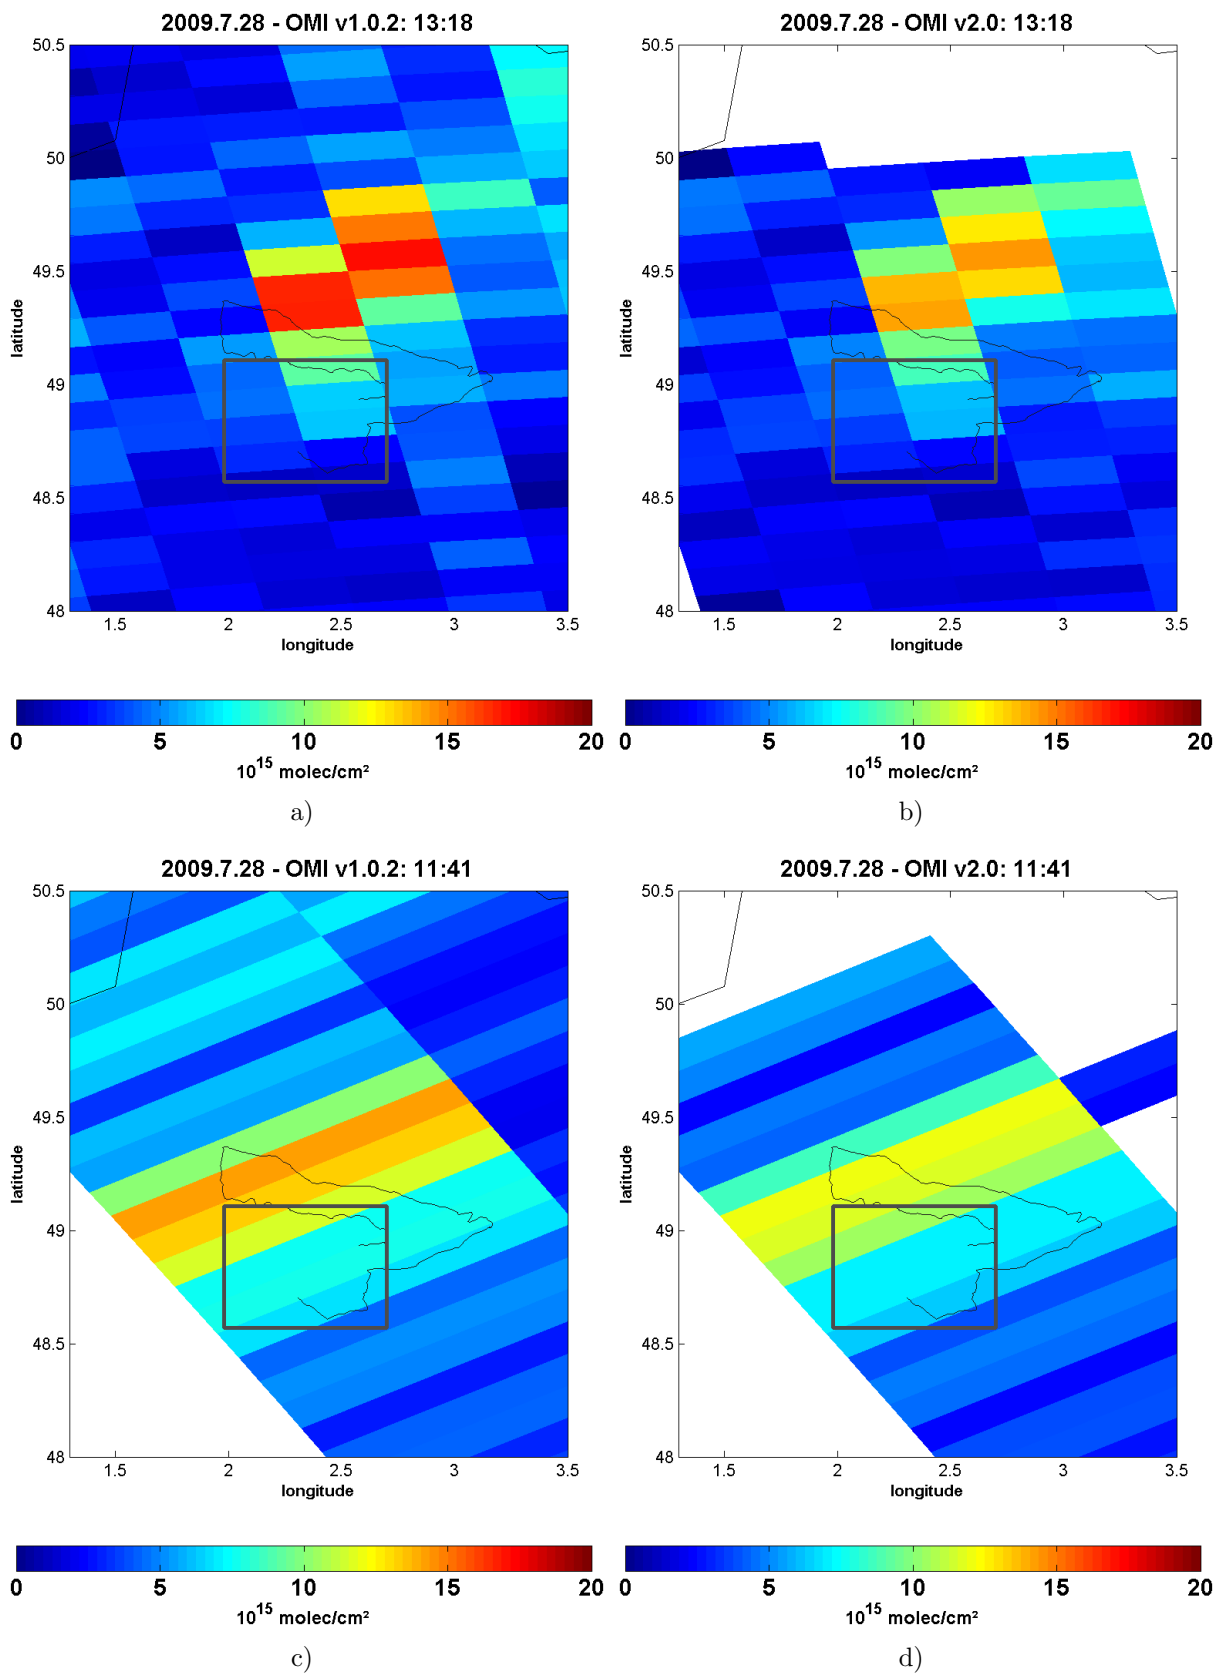 2009.7.28 - OMI v1.0.2: 13:18
50.5
50
49.5
49
48.5
48
latitude
1.5 2 2.5 3 3.5
longitude
0 5 10 15 20
10^15 molec/cm²
a)
2009.7.28 - OMI v2.0: 13:18
50.5
50
49.5
49
48.5
48
latitude
1.5 2 2.5 3 3.5
longitude
0 5 10 15 20
10^15 molec/cm²
b)
2009.7.28 - OMI v1.0.2: 11:41
50.5
50
49.5
49
48.5
48
latitude
1.5 2 2.5 3 3.5
longitude
0 5 10 15 20
10^15 molec/cm²
c)
2009.7.28 - OMI v2.0: 11:41
50.5
50
49.5
49
48.5
48
latitude
1.5 2 2.5 3 3.5
longitude
0 5 10 15 20
10^15 molec/cm²
d)